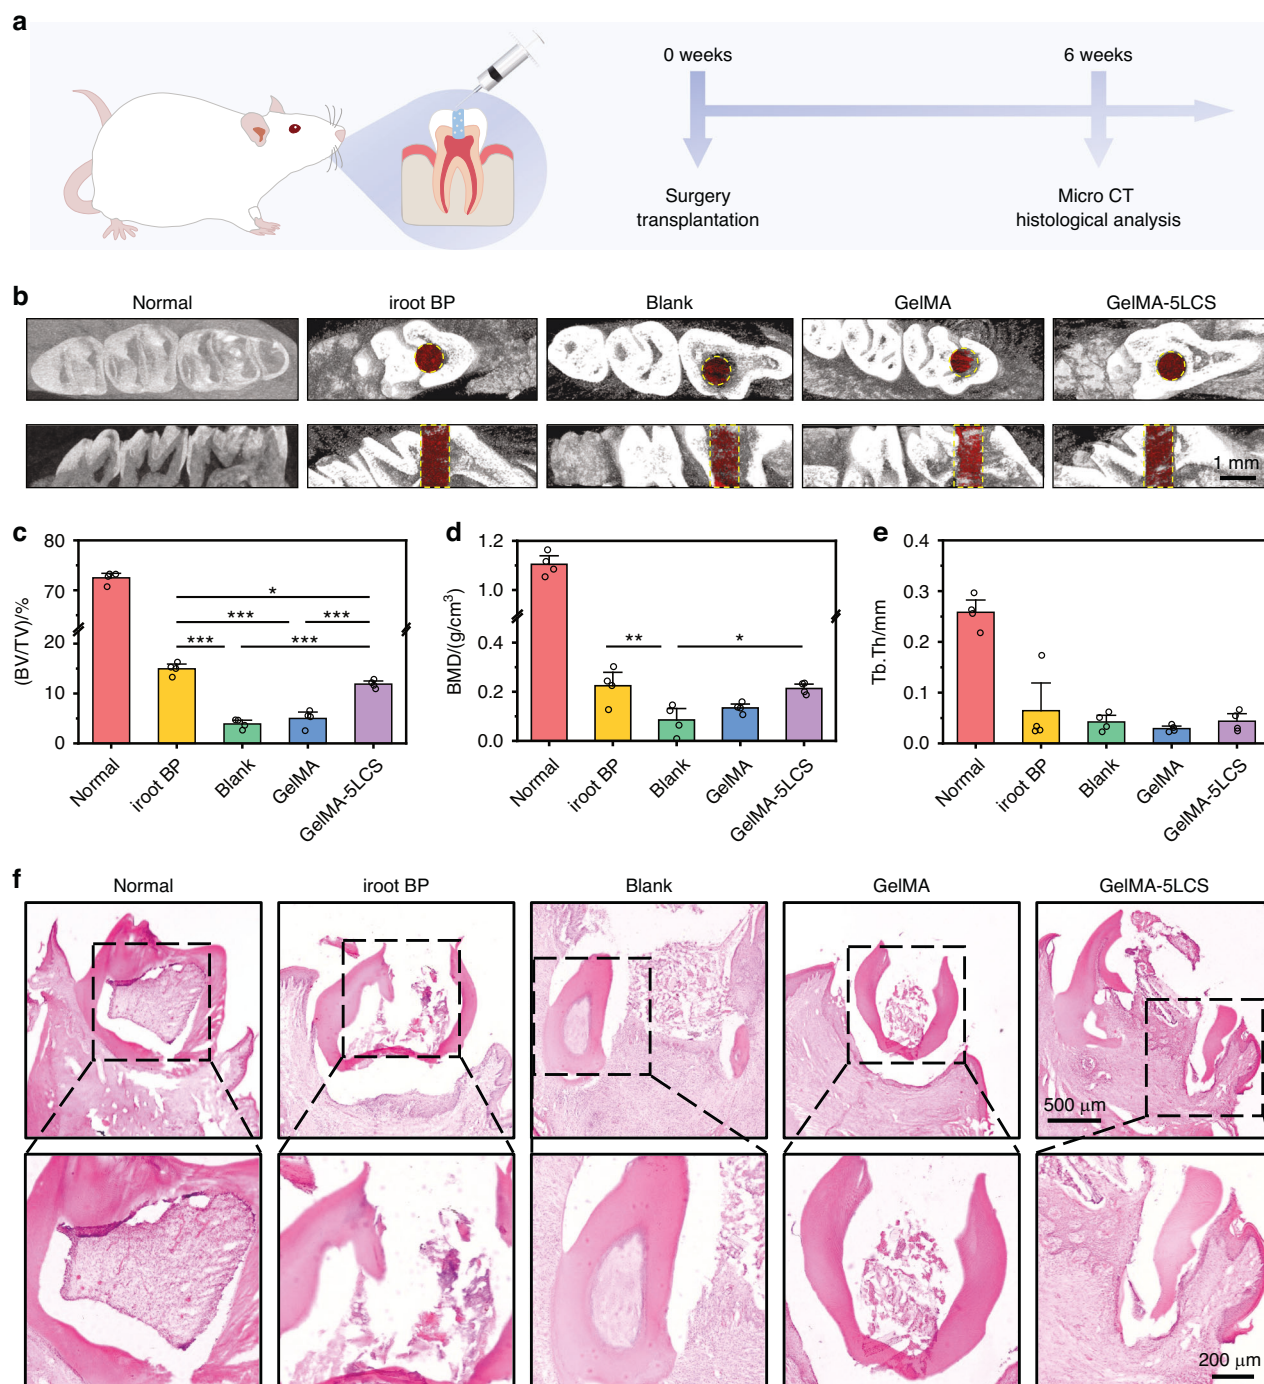 a
0 weeks
6 weeks
Surgery
transplantation
Micro CT
histological analysis
b
Normal
iroot BP
Blank
GelMA
GelMA-5LCS
1 mm
c
(BV/TV)/%
80
70
20
10
0
*
***
***
***
***
Normal
iroot BP
Blank
GelMA
GelMA-5LCS
d
BMD/(g/cm³)
1.2
1.0
0.4
0.2
0.0
**
*
Normal
iroot BP
Blank
GelMA
GelMA-5LCS
e
Tb.Th/mm
0.4
0.3
0.2
0.1
0.0
Normal
iroot BP
Blank
GelMA
GelMA-5LCS
f
Normal
iroot BP
Blank
GelMA
GelMA-5LCS
500 μm
200 μm